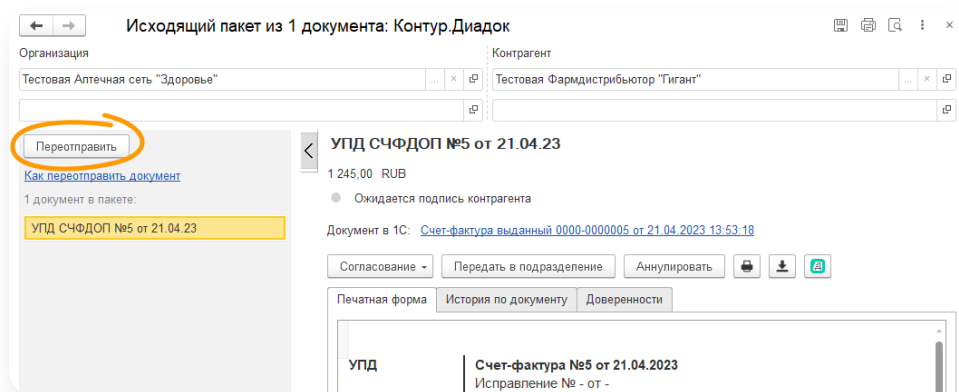 Исходящий пакет из 1 документа: Контур.Диадок
Организация
Контрагент
Тестовая Аптечная сеть "Здоровье"
Тестовая Фармдистрибьютор "Гигант"
Переотправить
Как переотправить документ
1 документ в пакете:
УПД СЧФДОП №5 от 21.04.23
УПД СЧФДОП №5 от 21.04.23
1 245,00 RUB
Ожидается подпись контрагента
Документ в 1С: Счет-фактура выданный 0000-0000005 от 21.04.2023 13:53:18
Согласование Передать в подразделение Аннулировать
Печатная форма История по документу Доверенности
УПД Счет-фактура №5 от 21.04.2023
Исправление № - от -